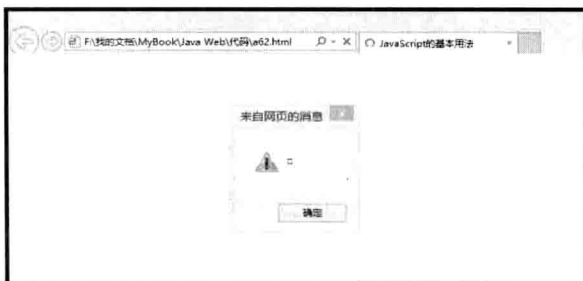 F:\我的文档\MyBook\Java Web\代码\a62.html
JavaScript的基本用法
来自网页的消息
确定